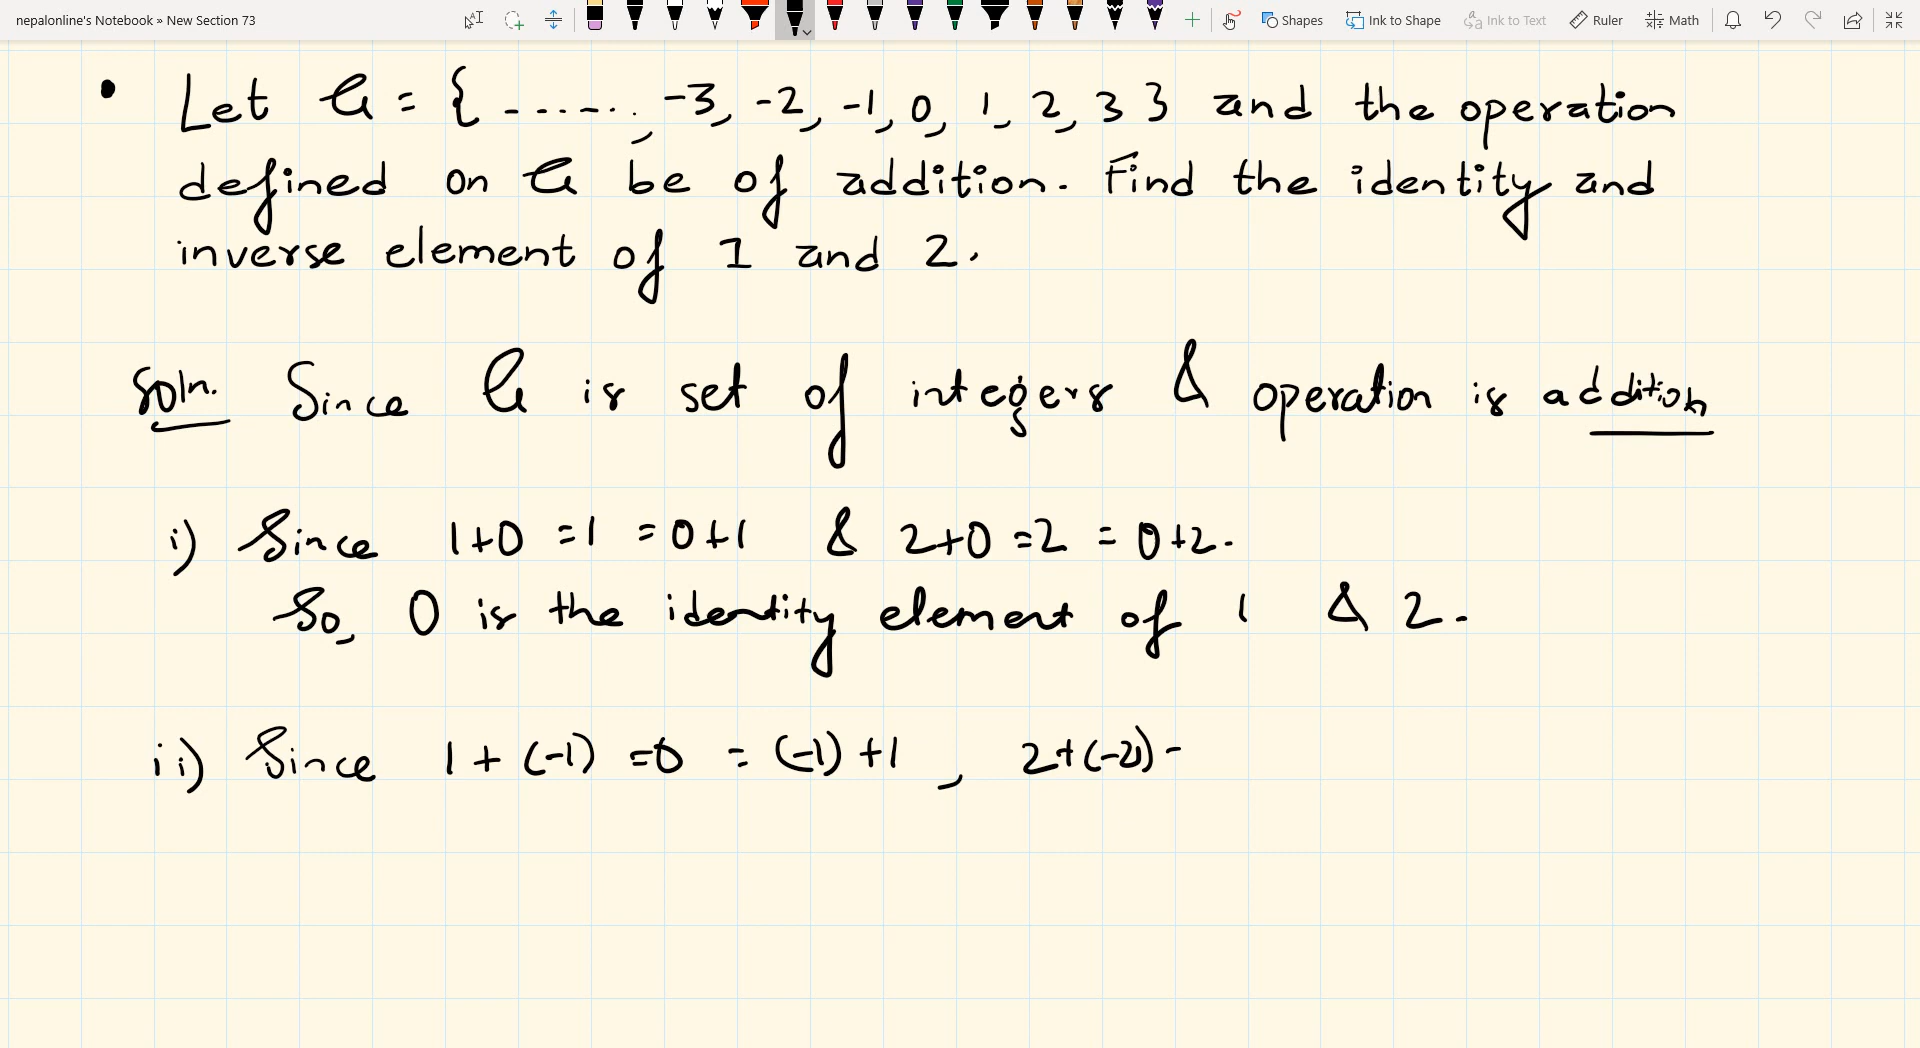 nepalonline's Notebook » New Section 73
Shapes Ink to Shape Ink to Text Ruler Math
• Let G = { ......, -3, -2, -1, 0, 1, 2, 3 } and the operation
defined on G be of addition. Find the identity and
inverse element of 1 and 2.
Soln. Since G is set of integers & operation is addition
i) Since 1+0 =1 = 0+1 & 2+0 =2 = 0+2.
So, 0 is the identity element of 1 & 2.
ii) Since 1 + (-1) =0 = (-1) +1 , 2+(-2) -